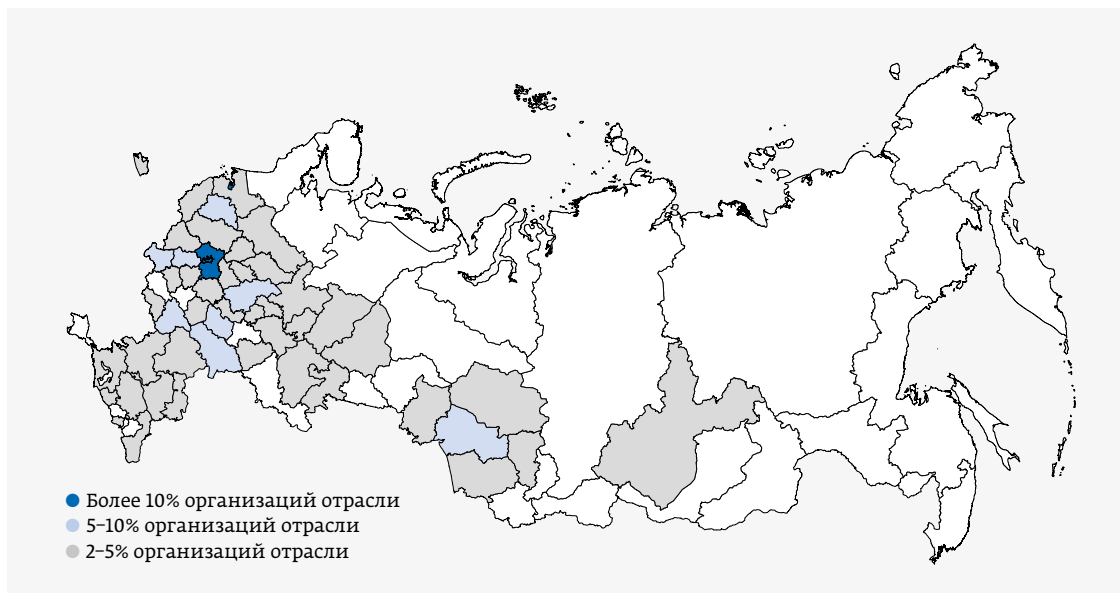 Более 10% организаций отрасли
5–10% организаций отрасли
2–5% организаций отрасли